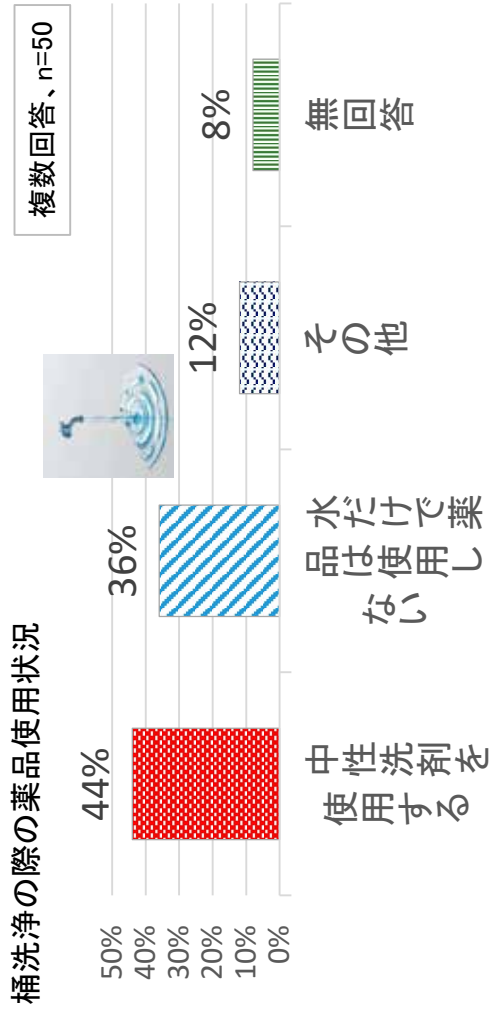 桶洗浄の際の薬品使用状況
複数回答、n=50
50%
40%
30%
20%
10%
0%
44%
36%
12%
8%
中性洗剤を
使用する
水だけで薬
品は使用し
ない
その他
無回答